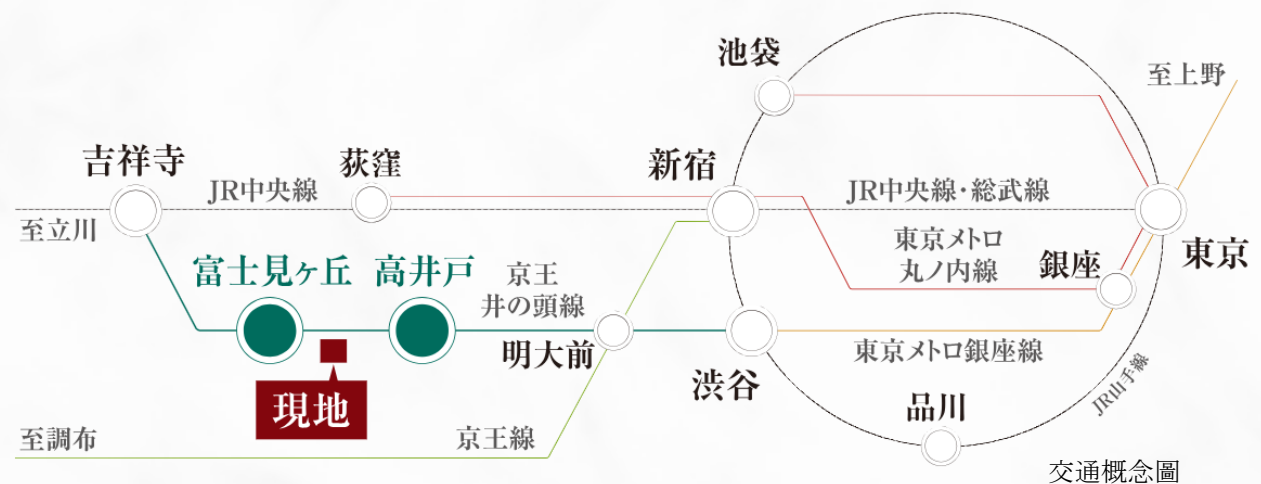 池袋
至上野
吉祥寺
荻窪
新宿
JR中央線
JR中央線・総武線
至立川
東京メトロ
丸ノ内線
銀座
東京
富士見ヶ丘
高井戸
京王
井の頭線
明大前
東京メトロ銀座線
渋谷
JR山手線
現地
品川
至調布
京王線
交通概念圖